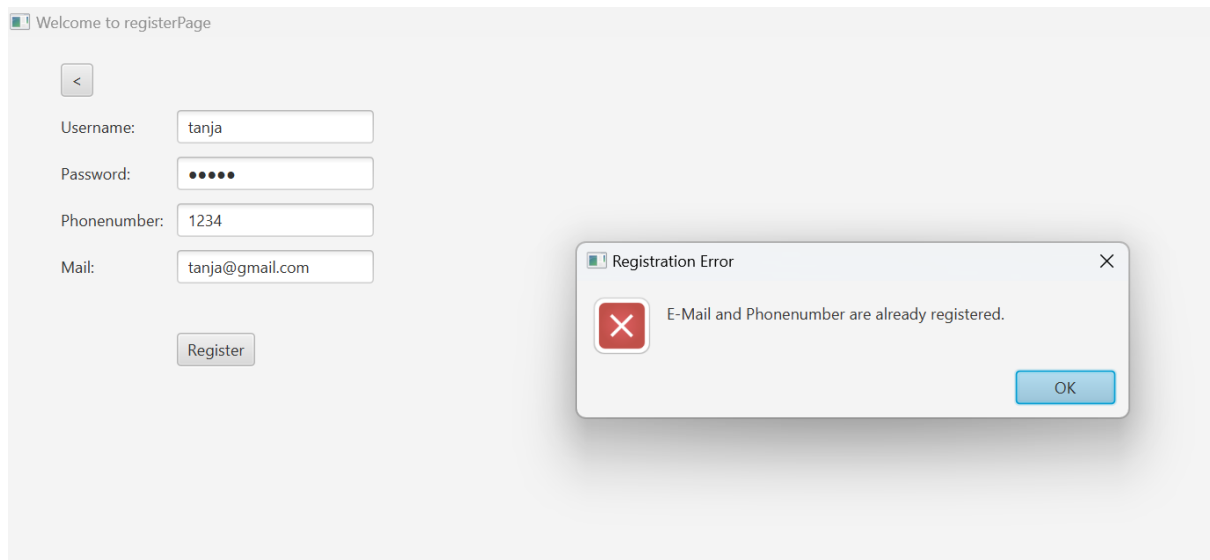 Welcome to registerPage
<
Username: tanja
Password: •••••
Phonenumber: 1234
Mail: tanja@gmail.com
Register
Registration Error
E-Mail and Phonenumber are already registered.
OK